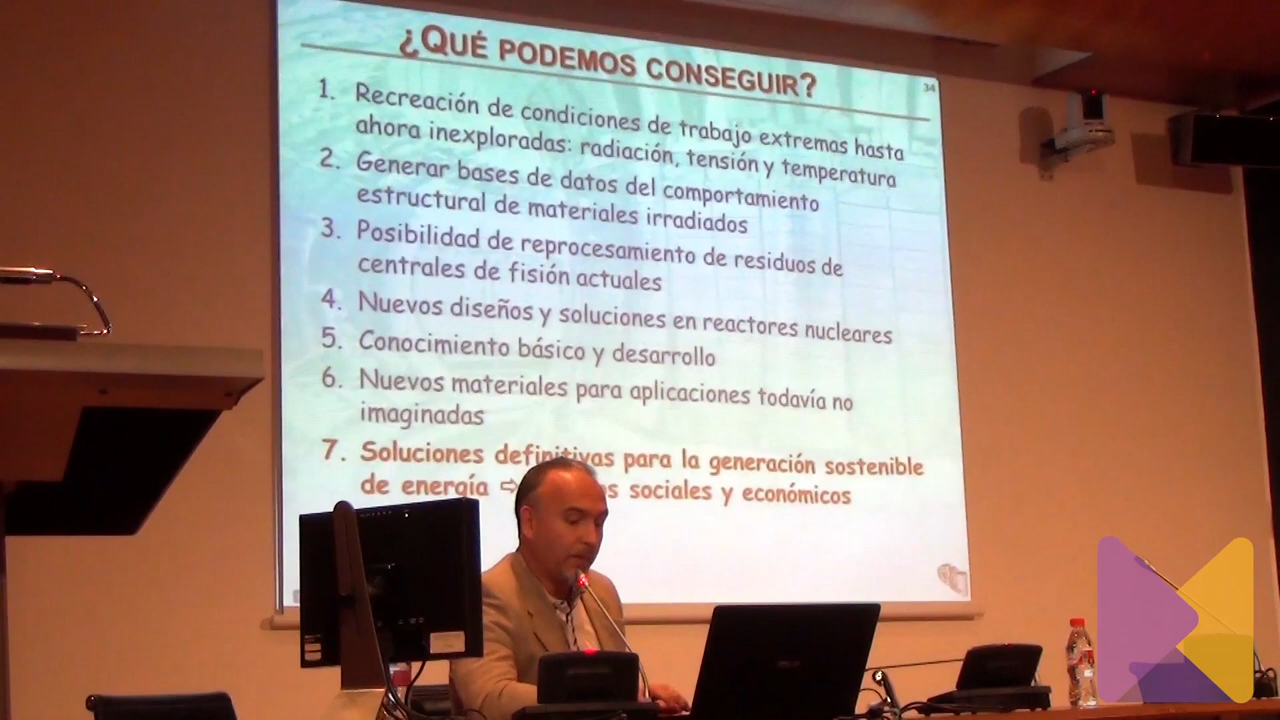 ¿QUÉ PODEMOS CONSEGUIR?
34
1. Recreación de condiciones de trabajo extremas hasta
ahora inexploradas: radiación, tensión y temperatura
2. Generar bases de datos del comportamiento
estructural de materiales irradiados
3. Posibilidad de reprocesamiento de residuos de
centrales de fisión actuales
4. Nuevos diseños y soluciones en reactores nucleares
5. Conocimiento básico y desarrollo
6. Nuevos materiales para aplicaciones todavía no
imaginadas
7. Soluciones definitivas para la generación sostenible
de energía ⇨ sociales y económicos